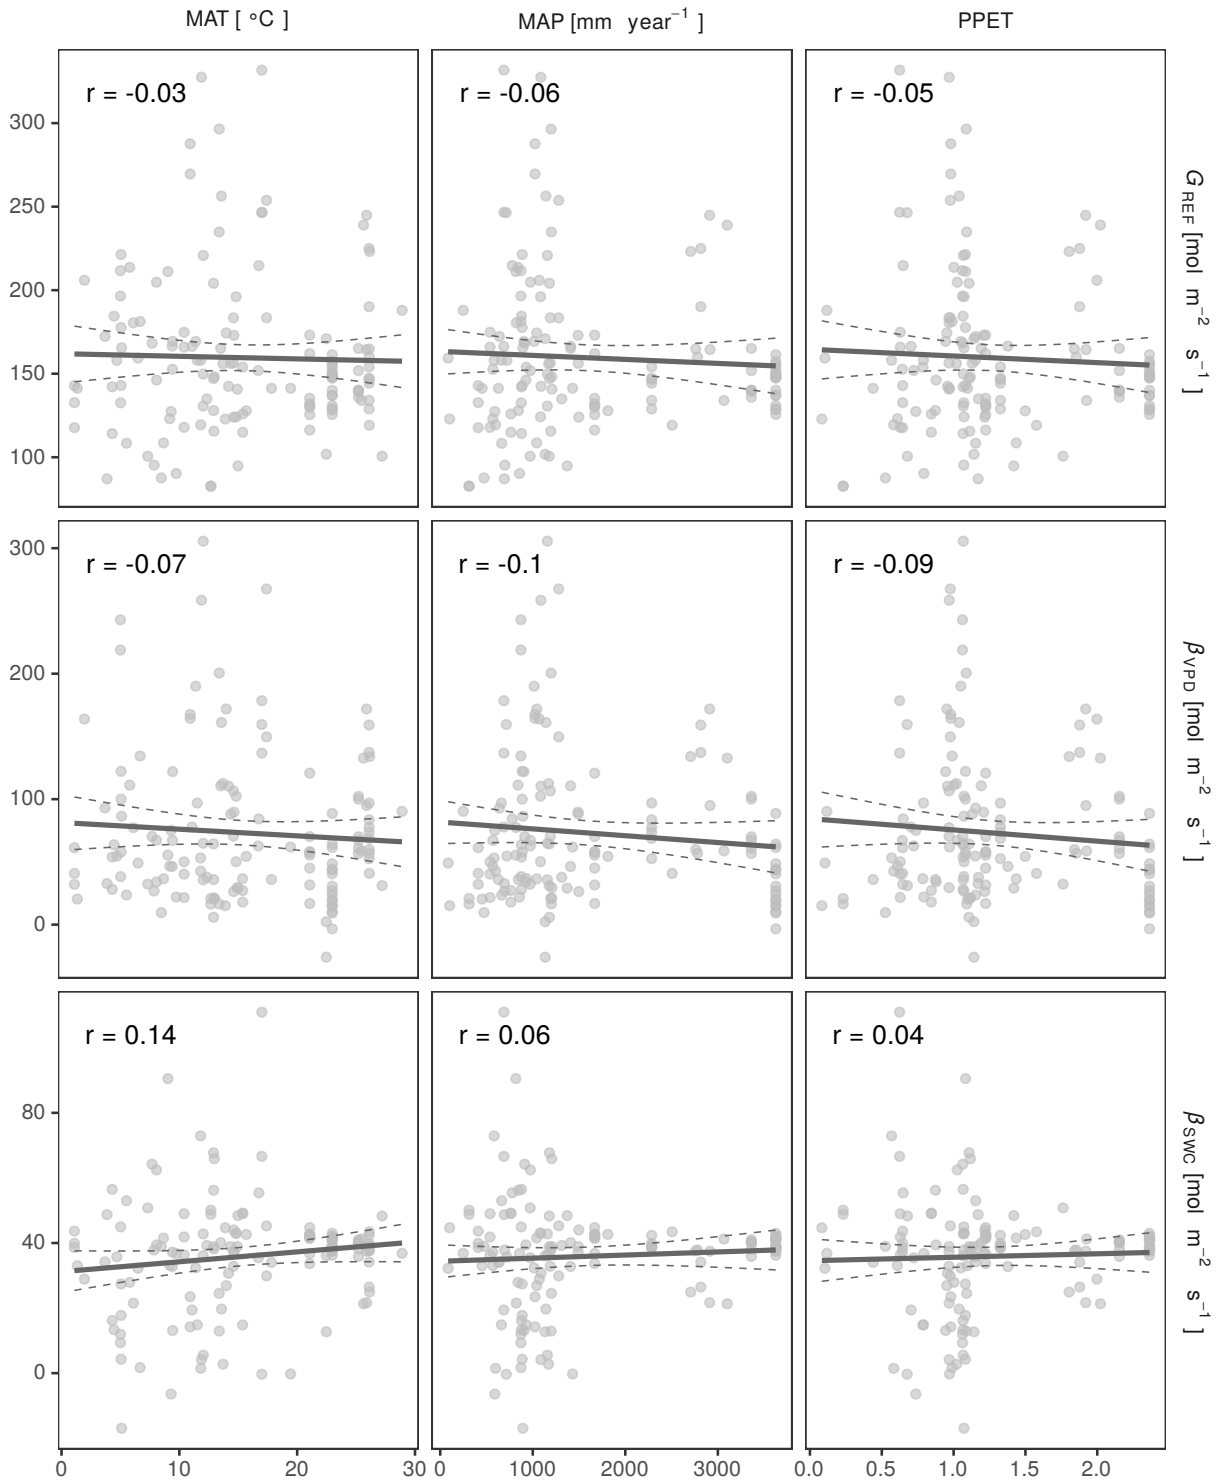 MAT [ °C ] MAP [mm year⁻¹ ] PPET
r = -0.03 r = -0.06 r = -0.05
300
250
200
150
100
G REF [mol m⁻² s⁻¹ ]
r = -0.07 r = -0.1 r = -0.09
300
200
100
0
β VPD [mol m⁻² s⁻¹ ]
r = 0.14 r = 0.06 r = 0.04
80
40
0
β SWC [mol m⁻² s⁻¹ ]
0 10 20 30 0 1000 2000 3000 0.0 0.5 1.0 1.5 2.0